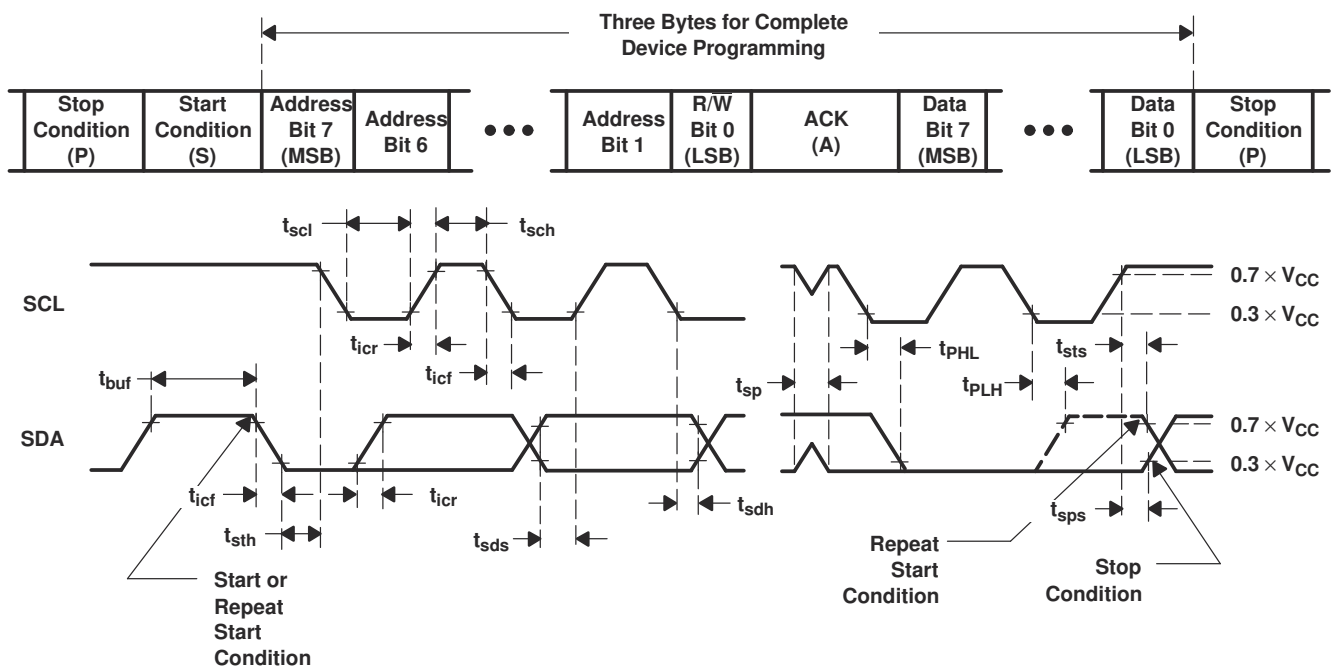 Three Bytes for Complete
Device Programming
Stop
Condition
(P)
Start
Condition
(S)
Address
Bit 7
(MSB)
Address
Bit 6
•••
Address
Bit 1
R/W̅
Bit 0
(LSB)
ACK
(A)
Data
Bit 7
(MSB)
•••
Data
Bit 0
(LSB)
Stop
Condition
(P)
tscl
tsch
SCL
0.7 × VCC
0.3 × VCC
ticr
ticf
tPHL
tsts
tbuf
tsp
tPLH
SDA
0.7 × VCC
0.3 × VCC
ticf
ticr
tsdh
tsps
tsth
tsds
Start or
Repeat
Start
Condition
Repeat
Start
Condition
Stop
Condition